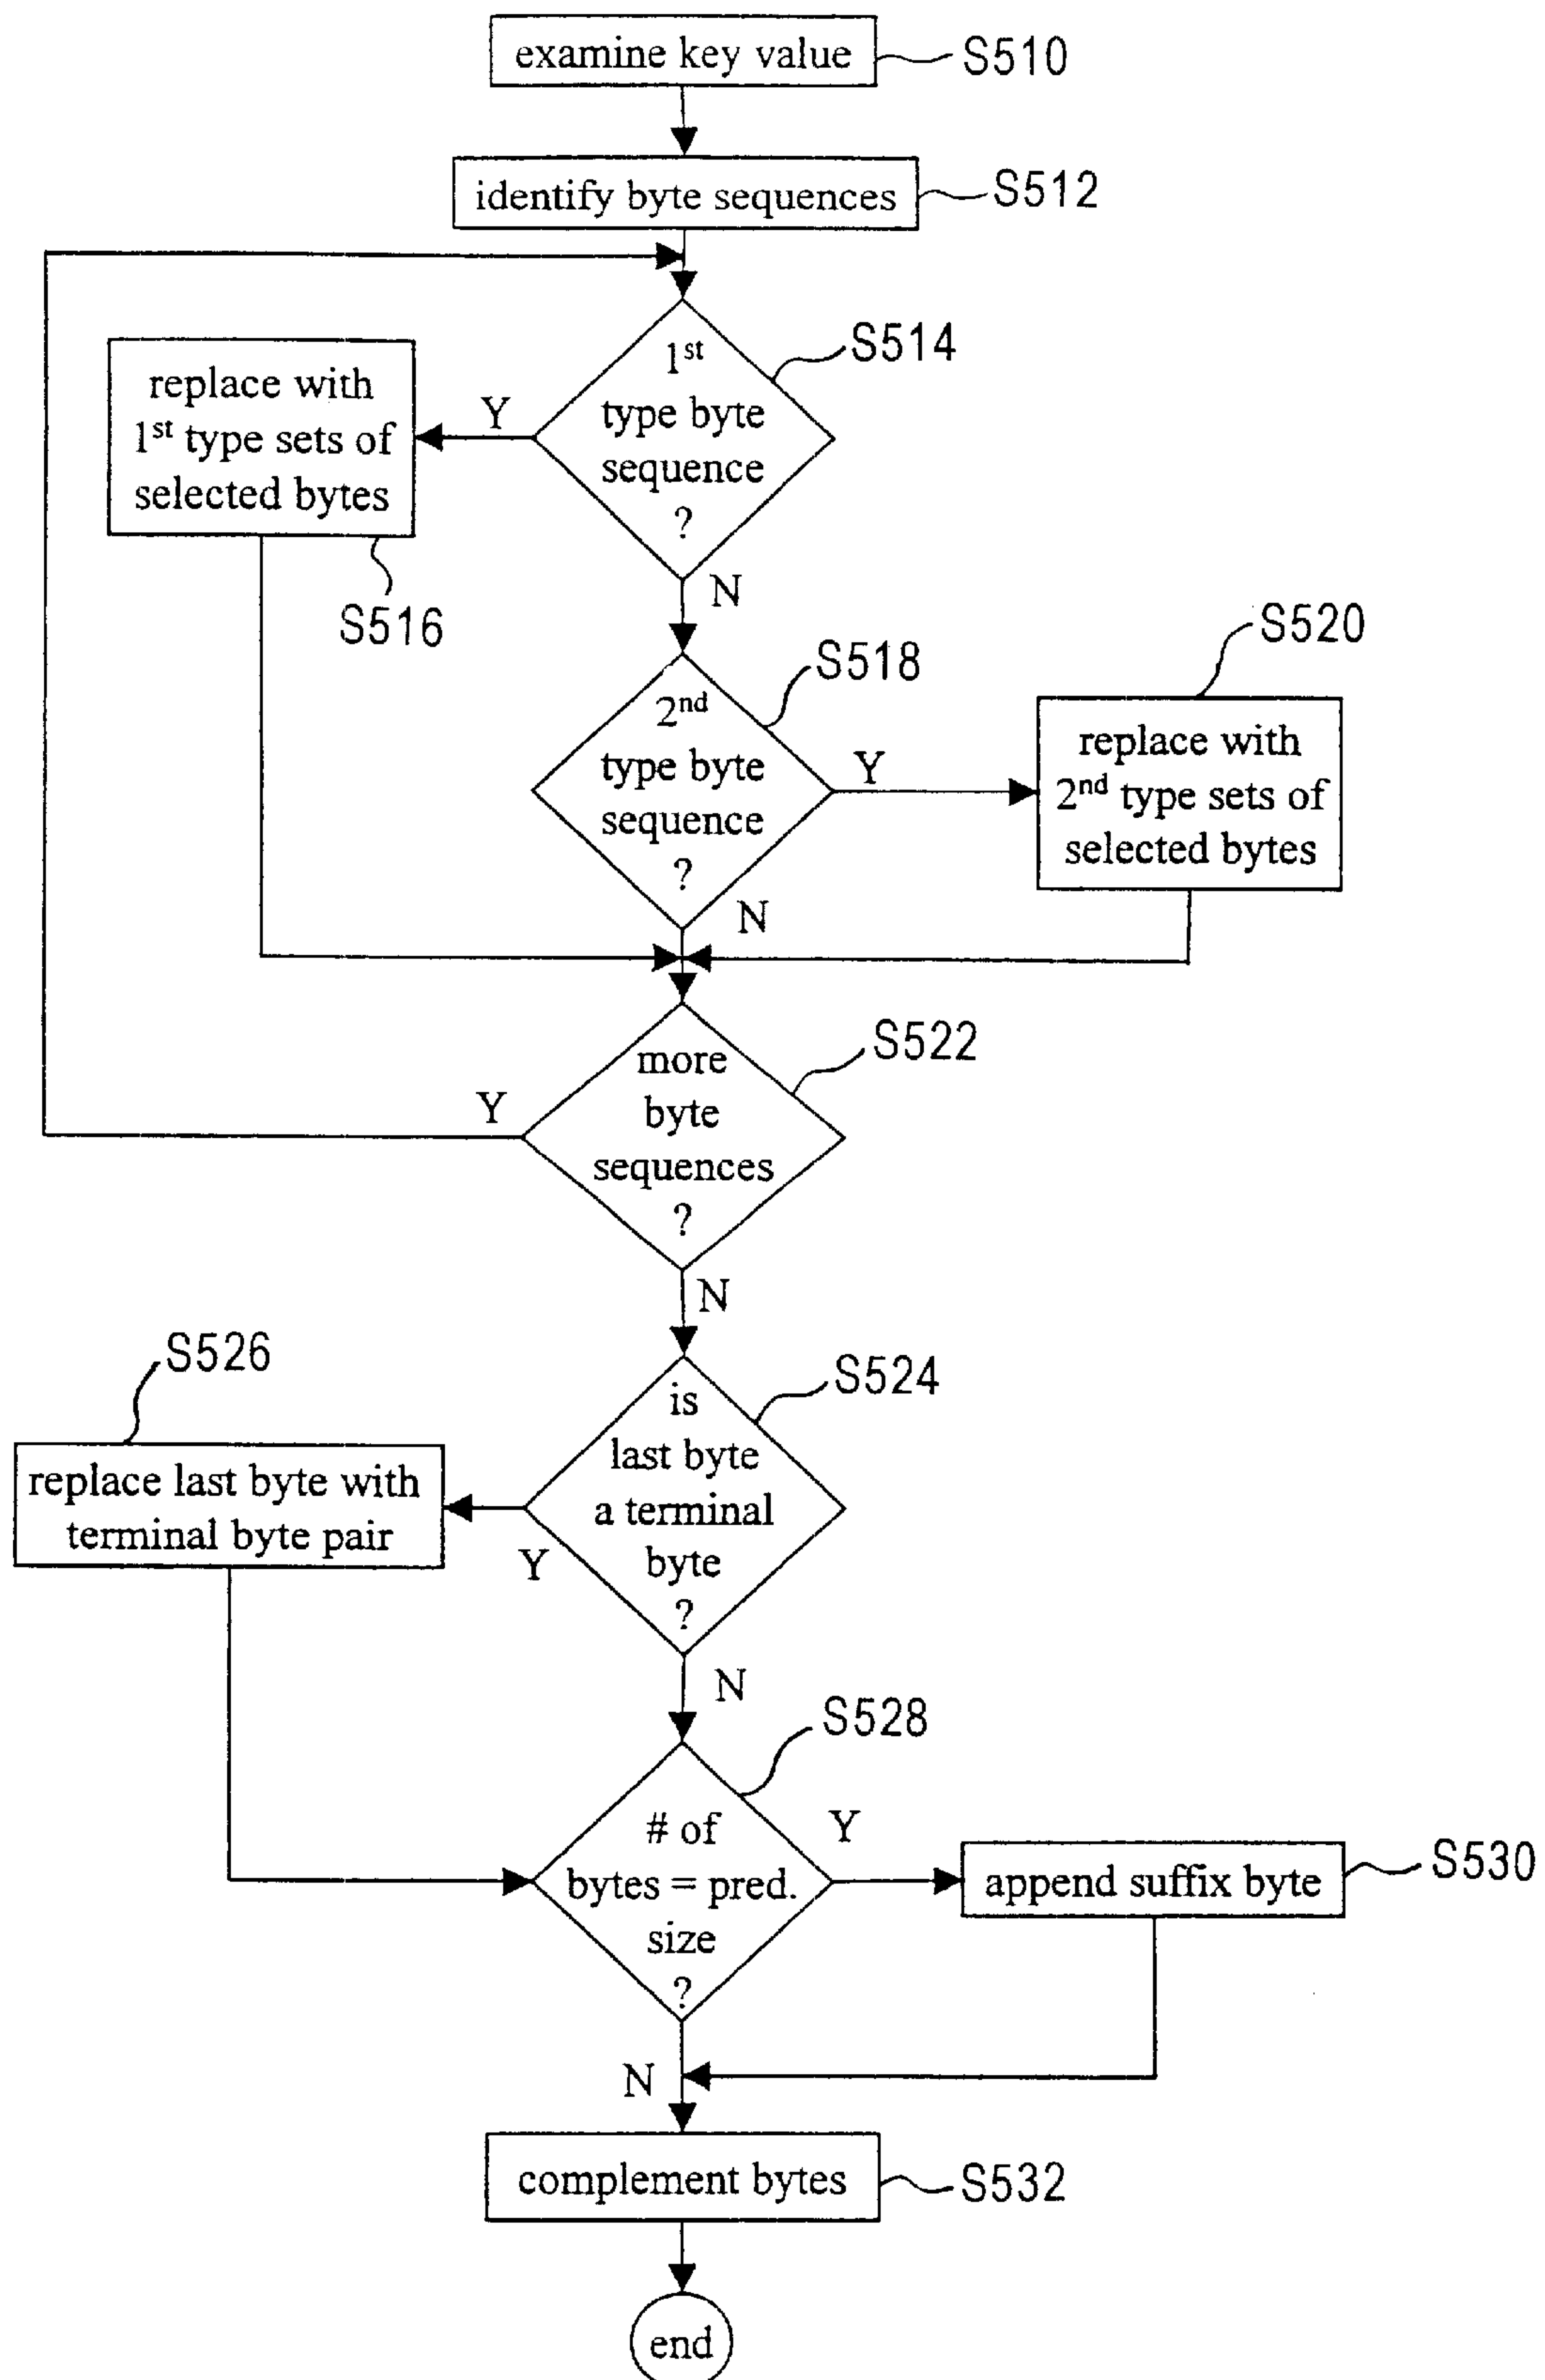 examine key value
S510
identify byte sequences
S512
1st
type byte
sequence
?
S514
Y
replace with
1st type sets of
selected bytes
S516
N
2nd
type byte
sequence
?
S518
Y
replace with
2nd type sets of
selected bytes
S520
N
more
byte
sequences
?
S522
Y
N
is
last byte
a terminal
byte
?
S524
Y
replace last byte with
terminal byte pair
S526
N
# of
bytes = pred.
size
?
S528
Y
append suffix byte
S530
N
complement bytes
S532
end